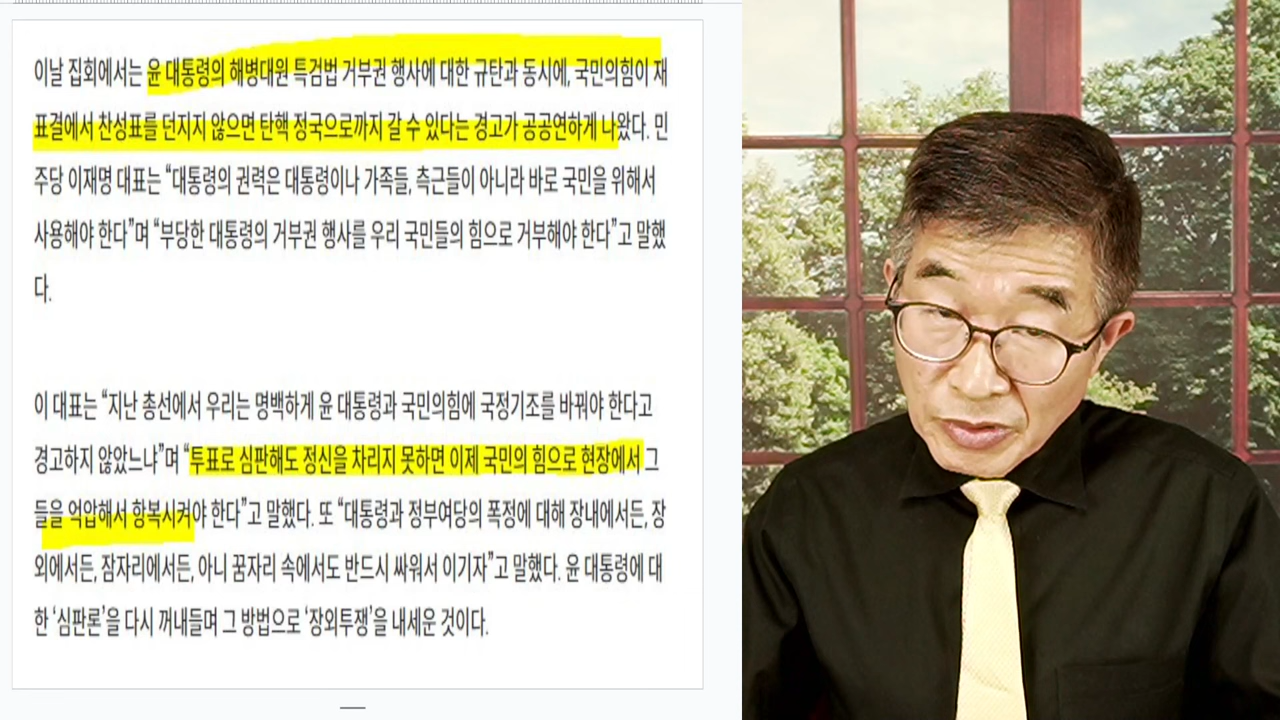 이날 집회에서는 윤 대통령의 해병대원 특검법 거부권 행사에 대한 규탄과 동시에, 국민의힘이 재
표결에서 찬성표를 던지지 않으면 탄핵 정국으로까지 갈 수 있다는 경고가 공공연하게 나왔다. 민
주당 이재명 대표는 “대통령의 권력은 대통령이나 가족들, 측근들이 아니라 바로 국민을 위해서
사용해야 한다”며 “부당한 대통령의 거부권 행사를 우리 국민들의 힘으로 거부해야 한다”고 말했
다.
이 대표는 “지난 총선에서 우리는 명백하게 윤 대통령과 국민의힘에 국정기조를 바꿔야 한다고
경고하지 않았느냐”며 “투표로 심판해도 정신을 차리지 못하면 이제 국민의 힘으로 현장에서 그
들을 억압해서 항복시켜야 한다”고 말했다. 또 “대통령과 정부여당의 폭정에 대해 장내에서든, 장
외에서든, 잠자리에서든, 아니 꿈자리 속에서도 반드시 싸워서 이기자”고 말했다. 윤 대통령에 대
한 ‘심판론’을 다시 꺼내들며 그 방법으로 ‘장외투쟁’을 내세운 것이다.